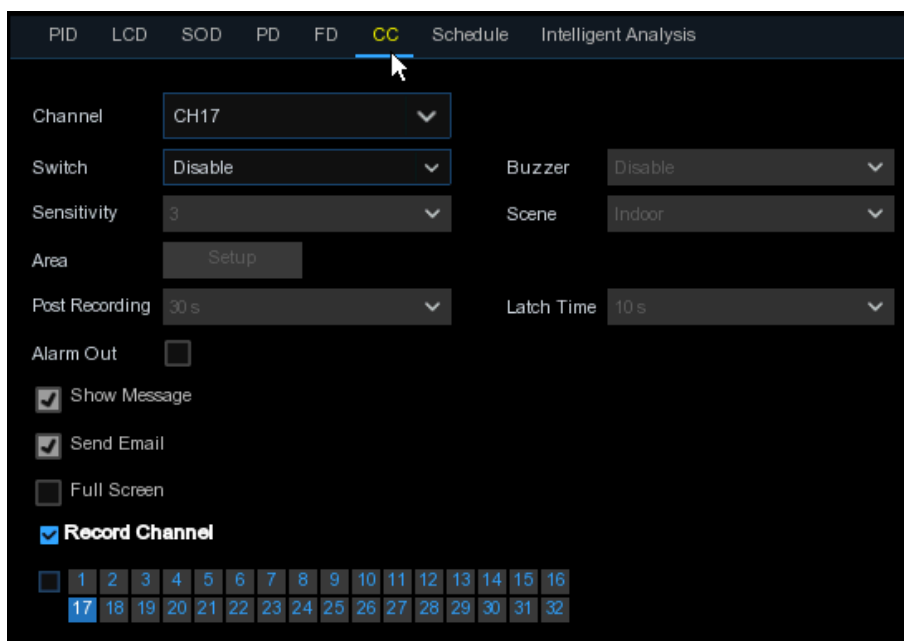 PID LCD SOD PD FD CC Schedule Intelligent Analysis
Channel CH17
Switch Disable Buzzer Disable
Sensitivity 3 Scene Indoor
Area Setup
Post Recording 30 s Latch Time 10 s
Alarm Out
Show Message
Send Email
Full Screen
Record Channel
1 2 3 4 5 6 7 8 9 10 11 12 13 14 15 16
17 18 19 20 21 22 23 24 25 26 27 28 29 30 31 32